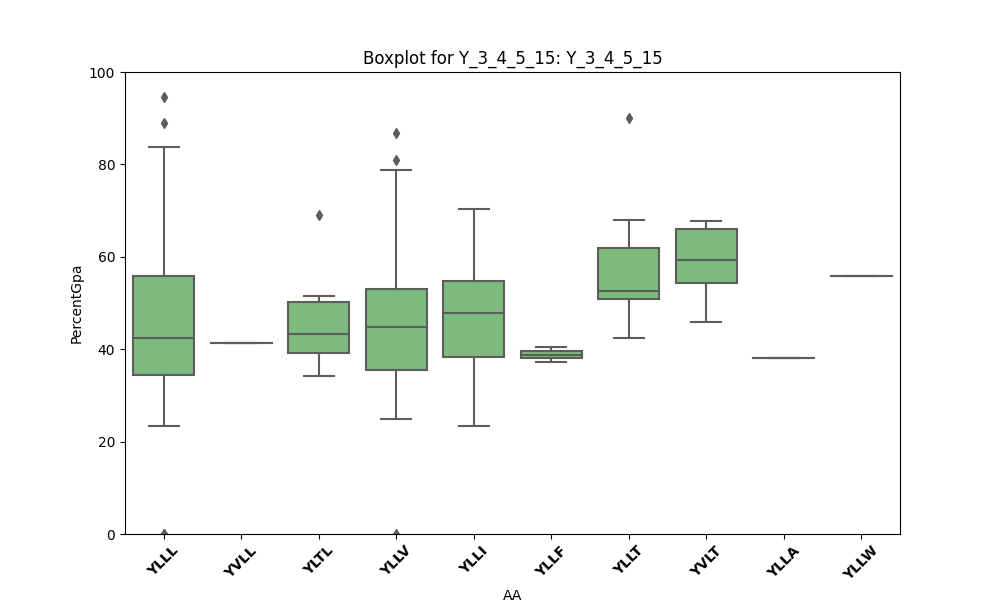 Boxplot for Y_3_4_5_15: Y_3_4_5_15
100
80
60
40
20
0
PercentGpa
YLLL YVLL YLTL YLLV YLLI YLLF YLLT YVLT YLLA YLLW
AA